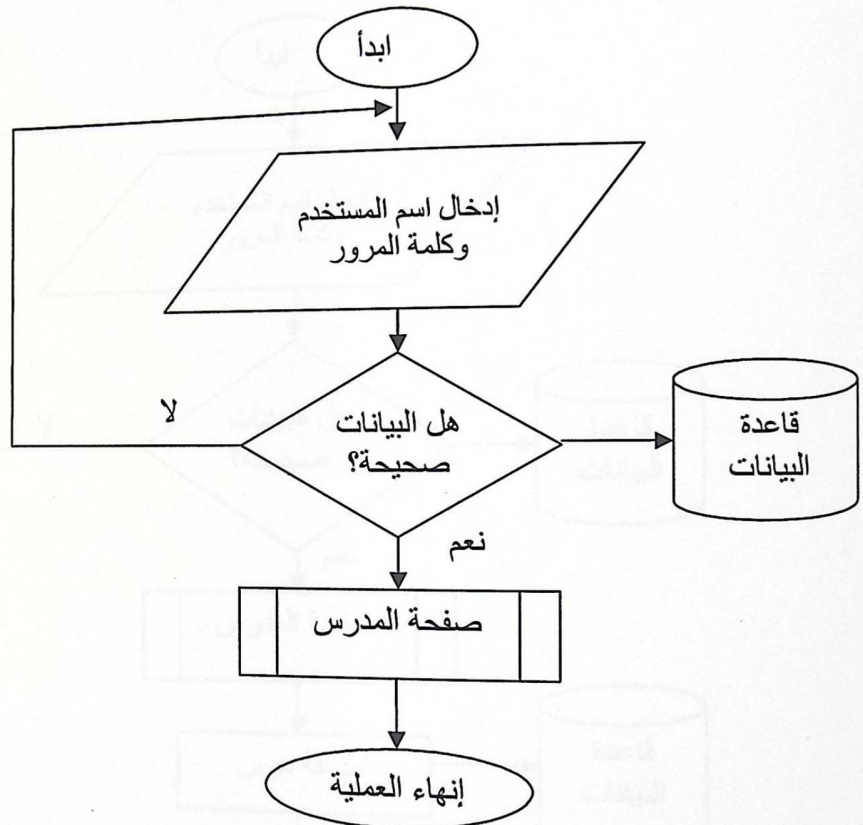 ابدأ
إدخال اسم المستخدم
وكلمة المرور
هل البيانات
صحيحة؟
لا
قاعدة
البيانات
نعم
صفحة المدرس
إنهاء العملية